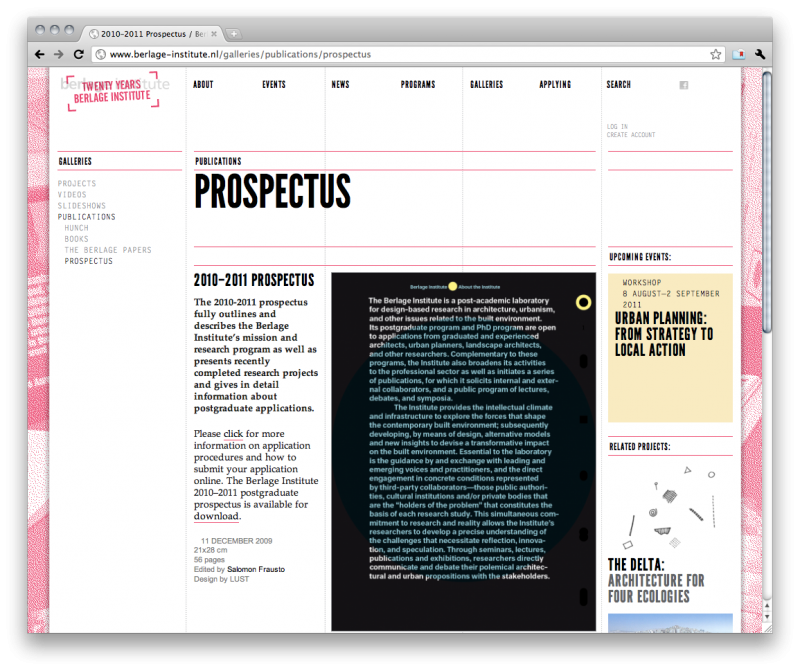 2010-2011 Prospectus / Ber
www.berlage-institute.nl/galleries/publications/prospectus
berlage institute
TWENTY YEARS
BERLAGE INSTITUTE
ABOUT
EVENTS
NEWS
PROGRAMS
GALLERIES
APPLYING
SEARCH
LOG IN
CREATE ACCOUNT
GALLERIES
PROJECTS
VIDEOS
SLIDESHOWS
PUBLICATIONS
HUNCH
BOOKS
THE BERLAGE PAPERS
PROSPECTUS
PUBLICATIONS
PROSPECTUS
2010–2011 PROSPECTUS
The 2010-2011 prospectus
fully outlines and
describes the Berlage
Institute's mission and
research program as well as
presents recently
completed research projects
and gives in detail
information about
postgraduate applications.
Please click for more
information on application
procedures and how to
submit your application
online. The Berlage Institute
2010–2011 postgraduate
prospectus is available for
download.
11 DECEMBER 2009
21x28 cm
56 pages
Edited by Salomon Frausto
Design by LUST
Berlage Institute About the Institute
The Berlage Institute is a post-academic laboratory
for design-based research in architecture, urbanism,
and other issues related to the built environment.
Its postgraduate program and PhD program are open
to applications from graduated and experienced
architects, urban planners, landscape architects,
and other researchers. Complementary to these
programs, the Institute also broadens its activities
to the professional sector as well as initiates a series
of publications, for which it solicits internal and exter-
nal collaborators, and a public program of lectures,
debates, and symposia.
The Institute provides the intellectual climate
and infrastructure to explore the forces that shape
the contemporary built environment; subsequently
developing, by means of design, alternative models
and new insights to devise a transformative impact
on the built environment. Essential to the laboratory
is the guidance by and exchange with leading and
emerging voices and practitioners, and the direct
engagement in concrete conditions represented
by third-party collaborators—those public authori-
ties, cultural institutions and/or private bodies that
are the "holders of the problem" that constitutes the
basis of each research study. This simultaneous com-
mitment to research and reality allows the Institute's
researchers to develop a precise understanding of
the challenges that necessitate reflection, innova-
tion, and speculation. Through seminars, lectures,
publications and exhibitions, researchers directly
communicate and debate their polemical architec-
tural and urban propositions with the stakeholders.
UPCOMING EVENTS:
WORKSHOP
8 AUGUST–2 SEPTEMBER
2011
URBAN PLANNING:
FROM STRATEGY TO
LOCAL ACTION
RELATED PROJECTS:
THE DELTA:
ARCHITECTURE FOR
FOUR ECOLOGIES